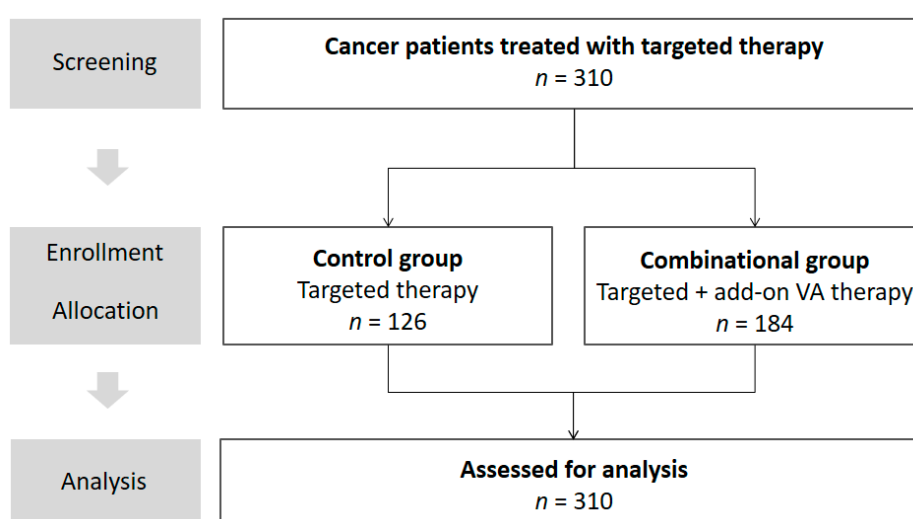 Screening
Cancer patients treated with targeted therapy
n = 310
Enrollment
Allocation
Control group
Targeted therapy
n = 126
Combinational group
Targeted + add-on VA therapy
n = 184
Analysis
Assessed for analysis
n = 310